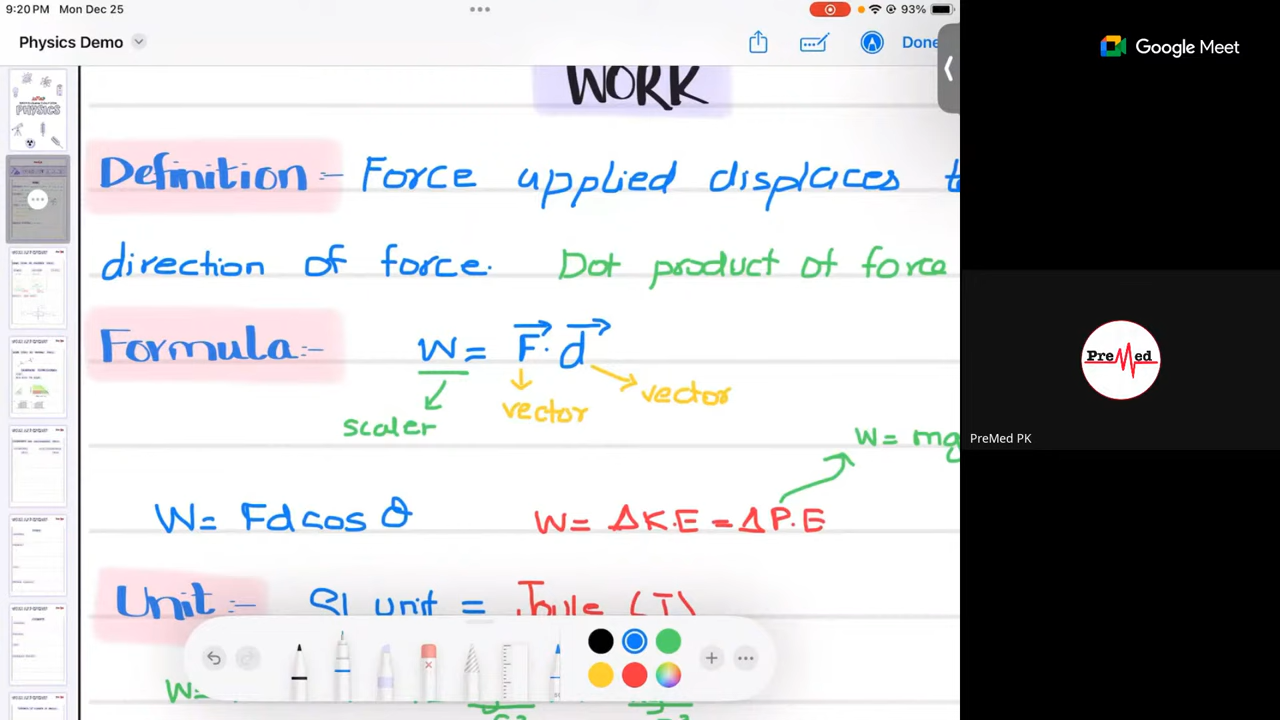 9:20 PM Mon Dec 25
93%
Physics Demo
Done
Google Meet
PHYSICS
WORK
Definition :- Force applied displaces
direction of force. Dot product of force
Formula:- W = F . d
vector
vector
scaler
W = mg
W = Fd cos θ
W = ΔK.E = ΔP.E
Unit :- SI unit = Joule (J)
W=
PreMed
PreMed PK